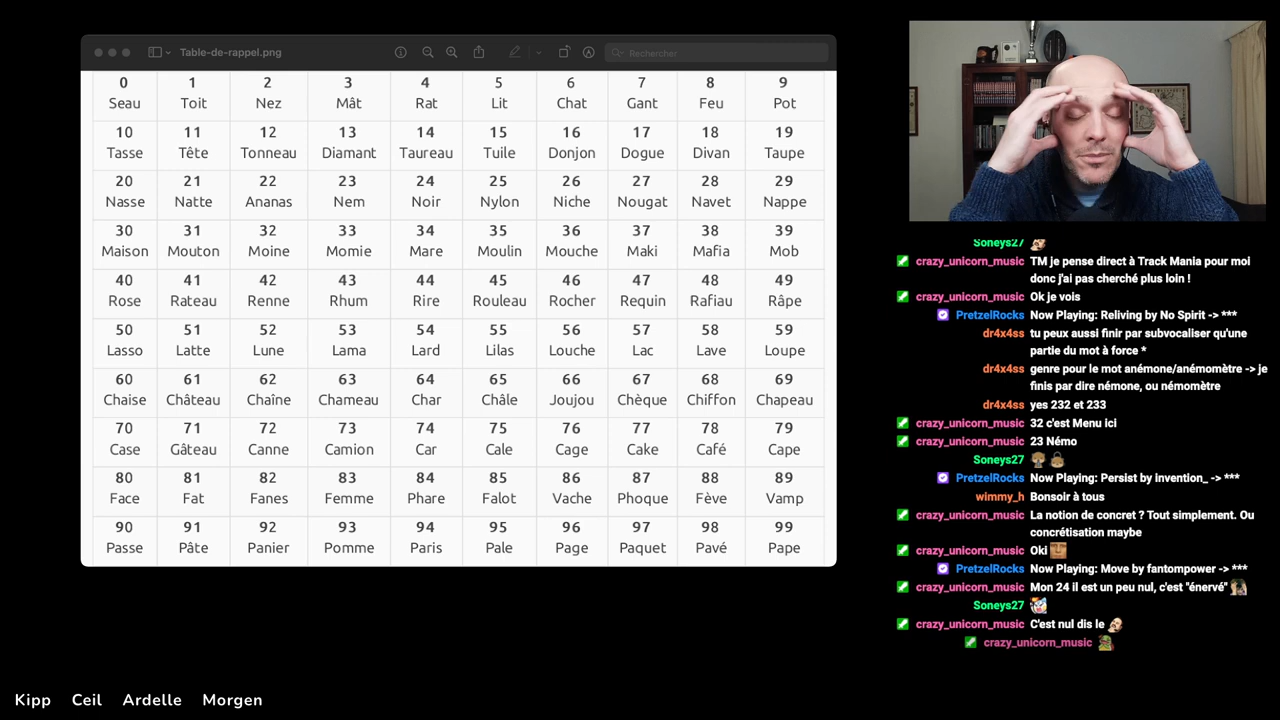 Table-de-rappel.png
Rechercher
0 1 2 3 4 5 6 7 8 9
Seau Toit Nez Mât Rat Lit Chat Gant Feu Pot
10 11 12 13 14 15 16 17 18 19
Tasse Tête Tonneau Diamant Taureau Tuile Donjon Dogue Divan Taupe
20 21 22 23 24 25 26 27 28 29
Nasse Natte Ananas Nem Noir Nylon Niche Nougat Navet Nappe
30 31 32 33 34 35 36 37 38 39
Maison Mouton Moine Momie Mare Moulin Mouche Maki Mafia Mob
40 41 42 43 44 45 46 47 48 49
Rose Rateau Renne Rhum Rire Rouleau Rocher Requin Rafiau Râpe
50 51 52 53 54 55 56 57 58 59
Lasso Latte Lune Lama Lard Lilas Louche Lac Lave Loupe
60 61 62 63 64 65 66 67 68 69
Chaise Château Chaîne Chameau Char Châle Joujou Chèque Chiffon Chapeau
70 71 72 73 74 75 76 77 78 79
Case Gâteau Canne Camion Car Cale Cage Cake Café Cape
80 81 82 83 84 85 86 87 88 89
Face Fat Fanes Femme Phare Falot Vache Phoque Fève Vamp
90 91 92 93 94 95 96 97 98 99
Passe Pâte Panier Pomme Paris Pale Page Paquet Pavé Pape
Soneys27
crazy_unicorn_music TM je pense direct à Track Mania pour moi
donc j'ai pas cherché plus loin !
crazy_unicorn_music Ok je vois
PretzelRocks Now Playing: Reliving by No Spirit -> ***
dr4x4ss tu peux aussi finir par subvocaliser qu'une
partie du mot à force *
dr4x4ss genre pour le mot anémone/anémomètre -> je
finis par dire némone, ou némomètre
dr4x4ss yes 232 et 233
crazy_unicorn_music 32 c'est Menu ici
crazy_unicorn_music 23 Némo
Soneys27
PretzelRocks Now Playing: Persist by invention_ -> ***
wimmy_h Bonsoir à tous
crazy_unicorn_music La notion de concret ? Tout simplement. Ou
concrétisation maybe
crazy_unicorn_music Oki
PretzelRocks Now Playing: Move by fantompower -> ***
crazy_unicorn_music Mon 24 il est un peu nul, c'est "énervé"
Soneys27
crazy_unicorn_music C'est nul dis le
crazy_unicorn_music
Kipp Ceil Ardelle Morgen